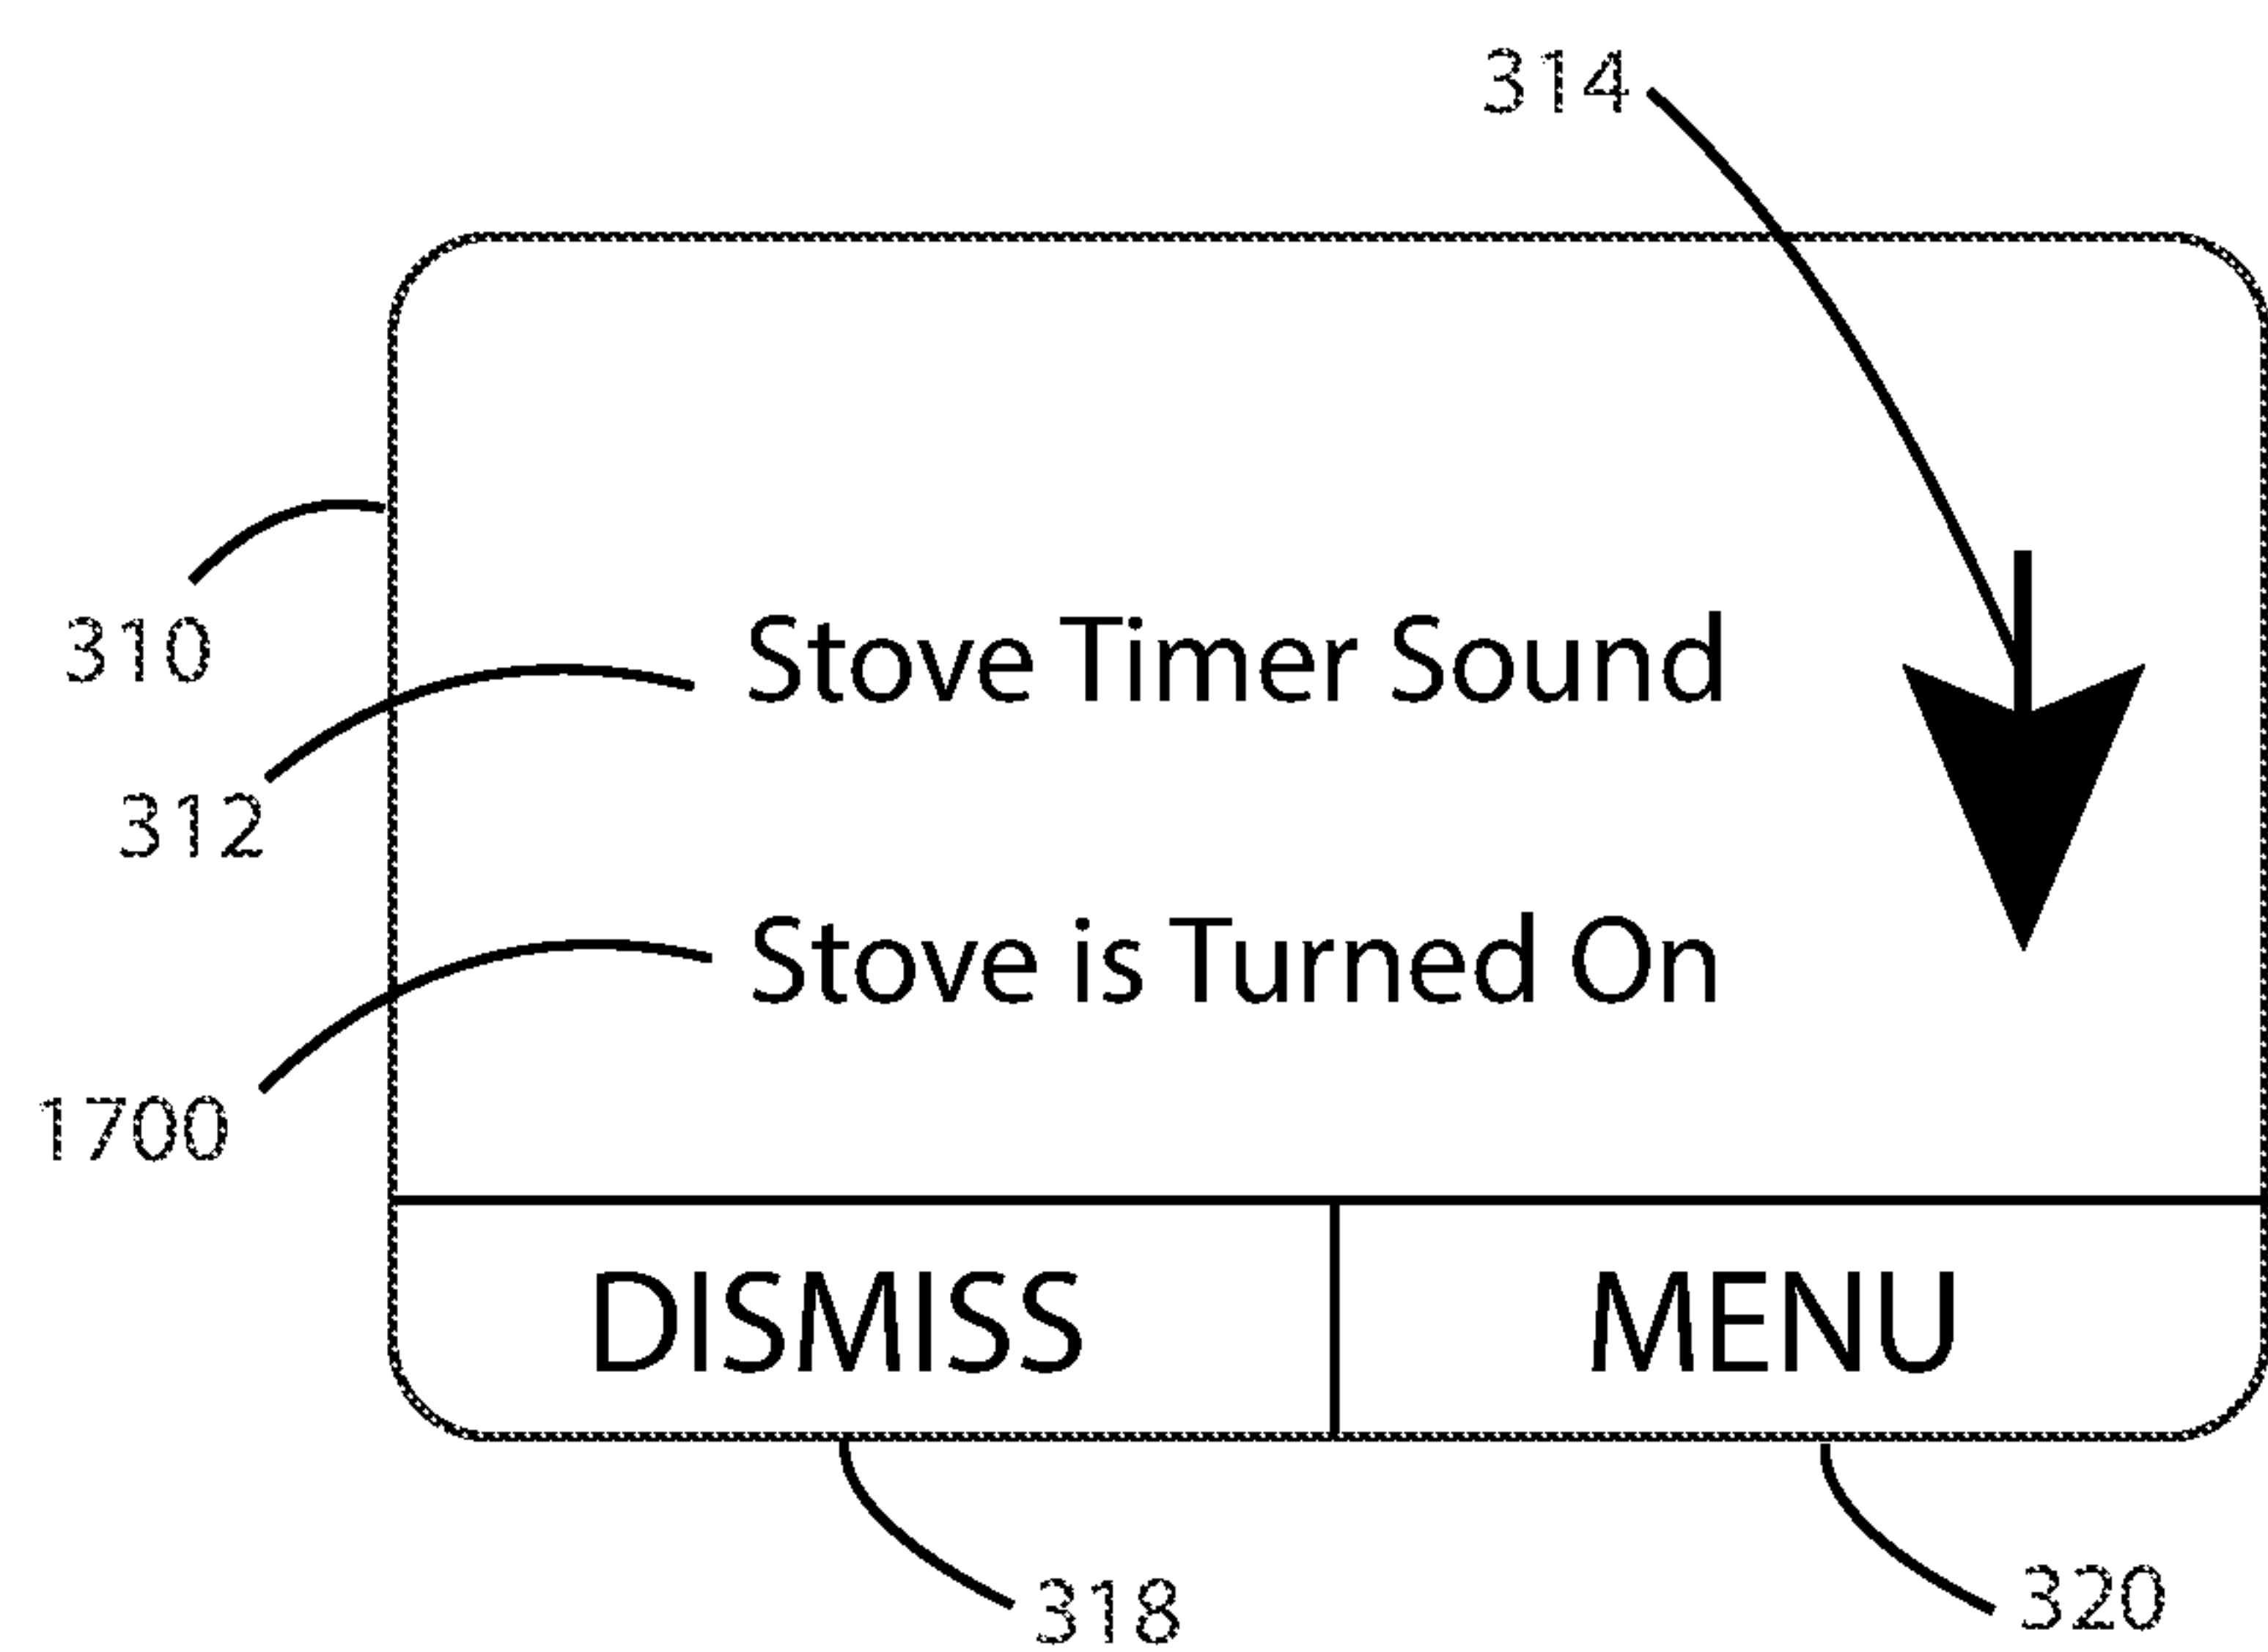 314
310
Stove Timer Sound
312
Stove is Turned On
1700
DISMISS MENU
318
320